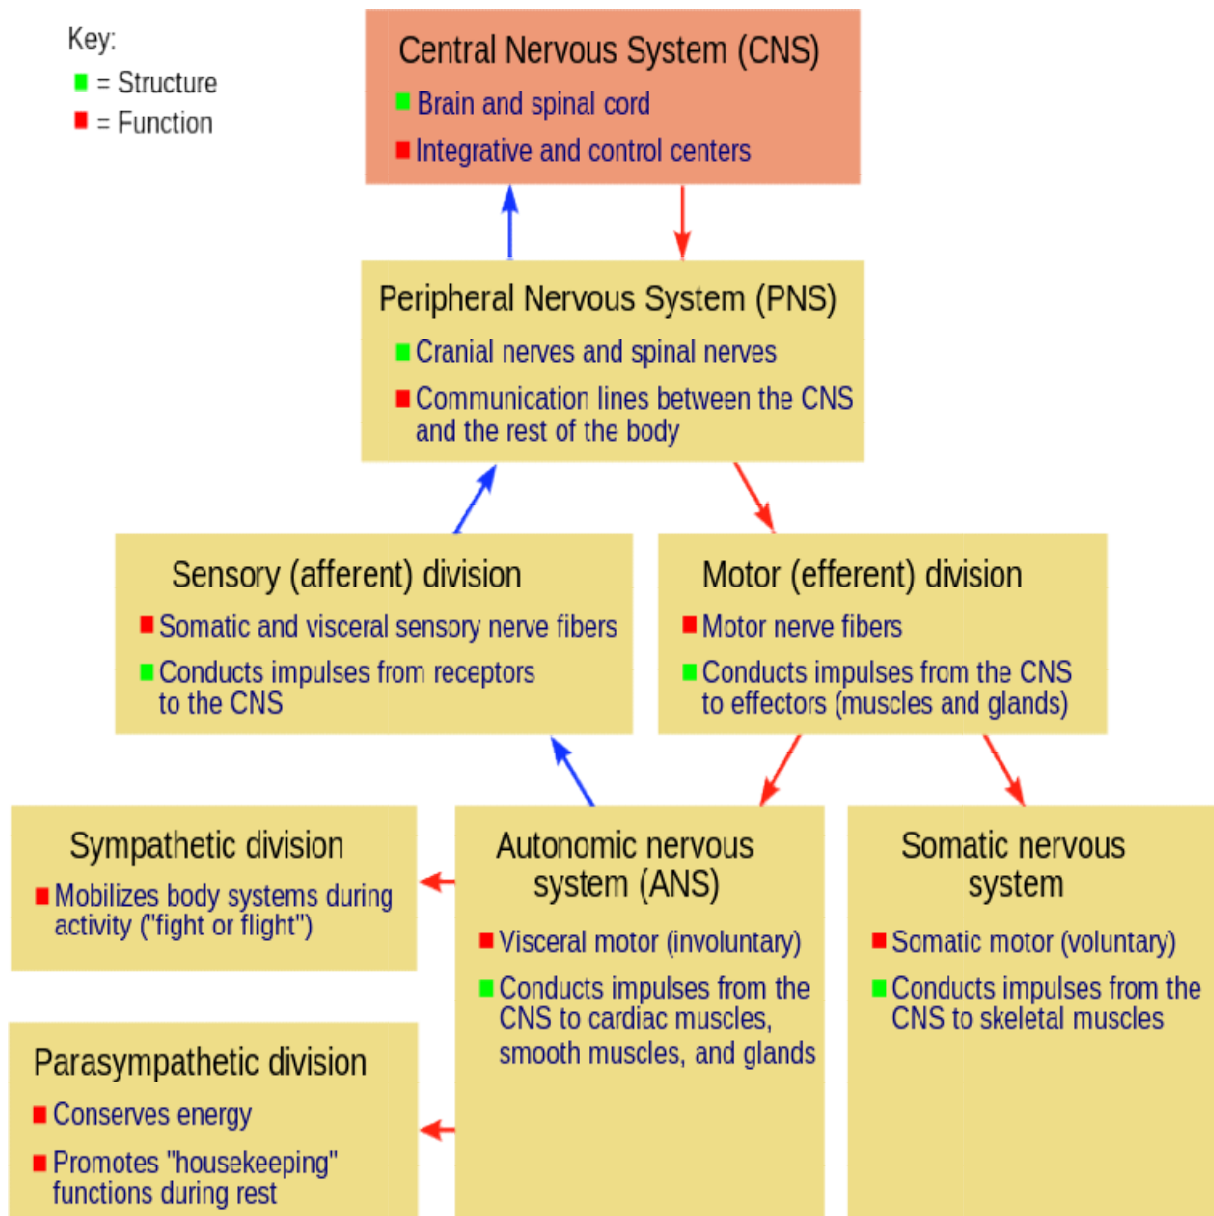 Key:
= Structure
= Function
Central Nervous System (CNS)
Brain and spinal cord
Integrative and control centers
Peripheral Nervous System (PNS)
Cranial nerves and spinal nerves
Communication lines between the CNS
and the rest of the body
Sensory (afferent) division
Somatic and visceral sensory nerve fibers
Conducts impulses from receptors
to the CNS
Motor (efferent) division
Motor nerve fibers
Conducts impulses from the CNS
to effectors (muscles and glands)
Sympathetic division
Mobilizes body systems during
activity ("fight or flight")
Autonomic nervous
system (ANS)
Visceral motor (involuntary)
Conducts impulses from the
CNS to cardiac muscles,
smooth muscles, and glands
Somatic nervous
system
Somatic motor (voluntary)
Conducts impulses from the
CNS to skeletal muscles
Parasympathetic division
Conserves energy
Promotes "housekeeping"
functions during rest